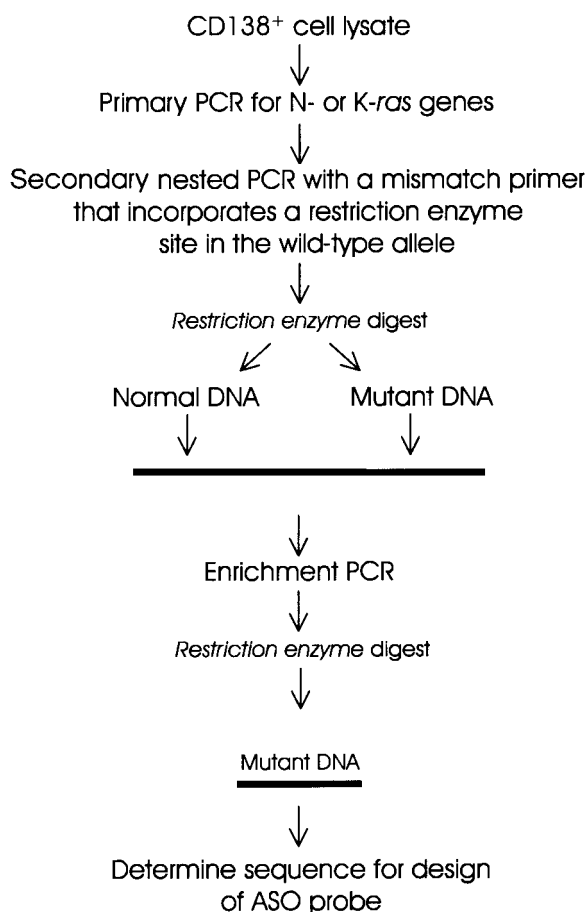 CD138+ cell lysate
Primary PCR for N- or K-ras genes
Secondary nested PCR with a mismatch primer
that incorporates a restriction enzyme
site in the wild-type allele
Restriction enzyme digest
Normal DNA Mutant DNA
Enrichment PCR
Restriction enzyme digest
Mutant DNA
Determine sequence for design
of ASO probe